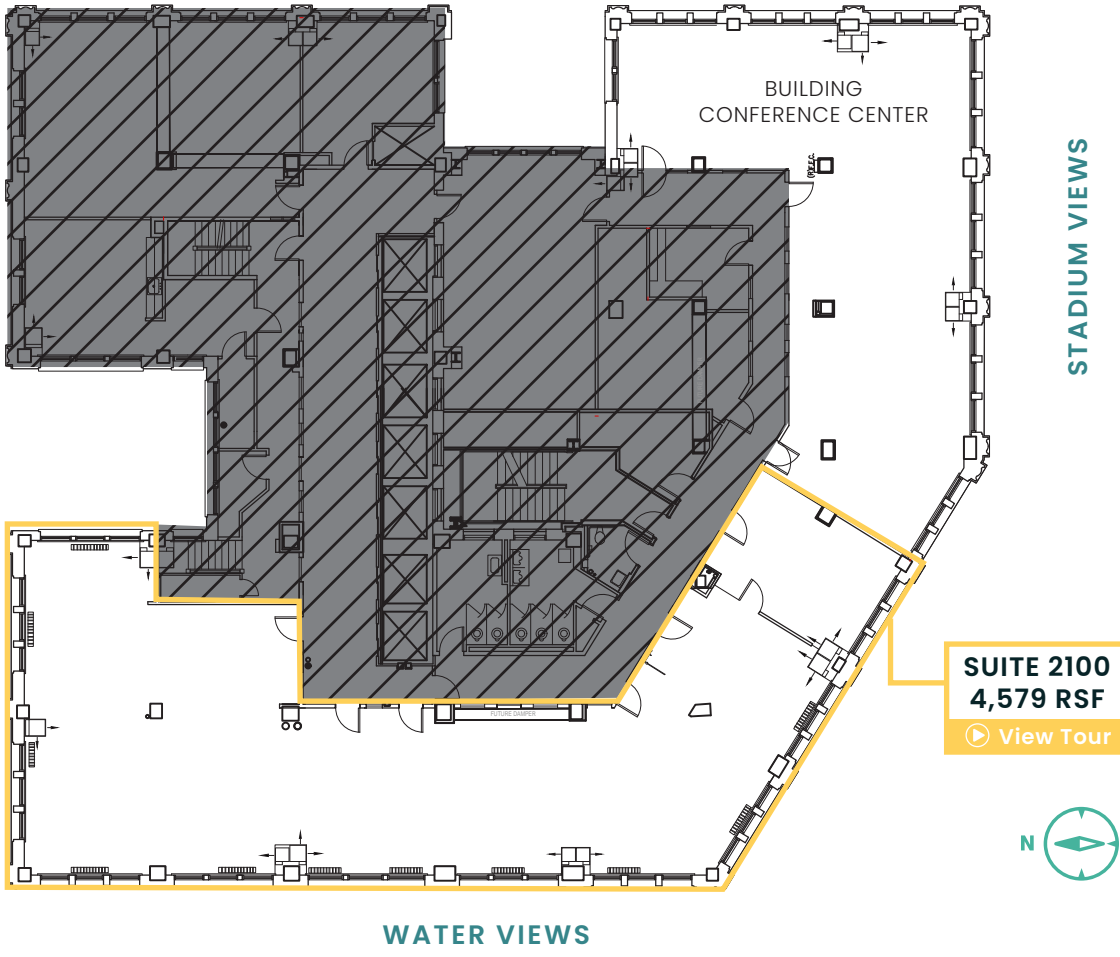 BUILDING
CONFERENCE CENTER
STADIUM VIEWS
SUITE 2100
4,579 RSF
View Tour
FUTURE DAMPER
N
WATER VIEWS